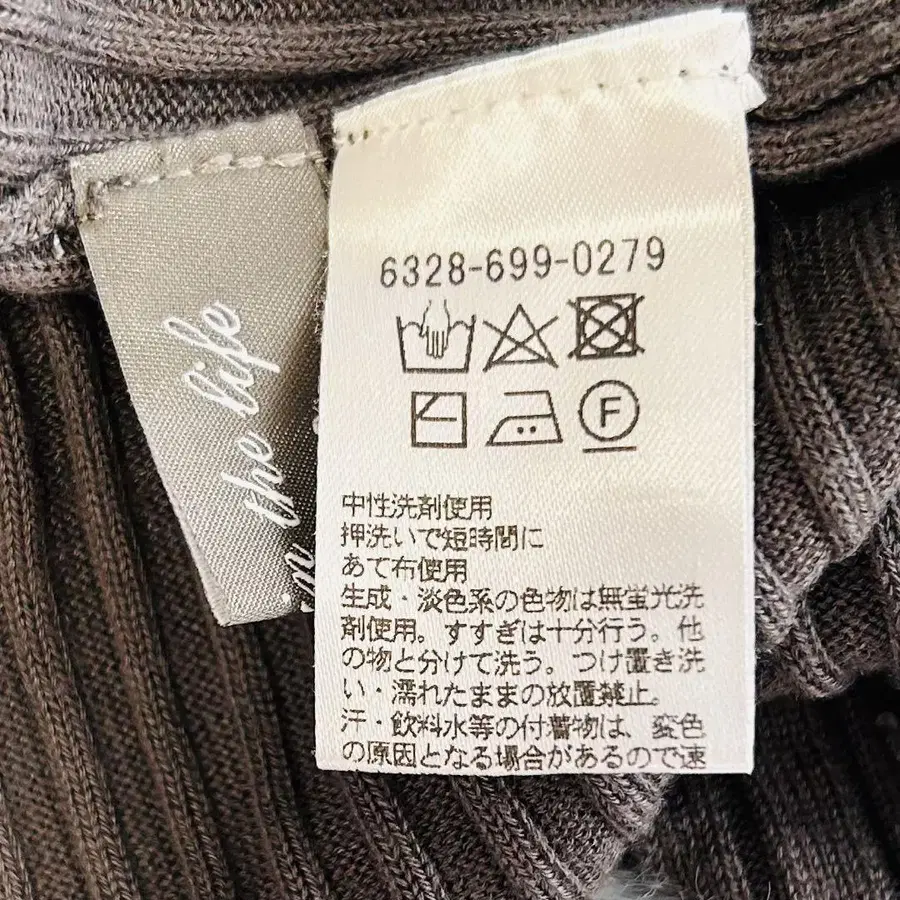 6328-699-0279
F
中性洗剤使用
押洗いで短時間に
あて布使用
生成・淡色系の色物は無蛍光洗
剤使用。すすぎは十分行う。他
の物と分けて洗う。つけ置き洗
い・濡れたままの放置禁止。
汗・飲料水等の付着物は、変色
の原因となる場合があるので速
in the life